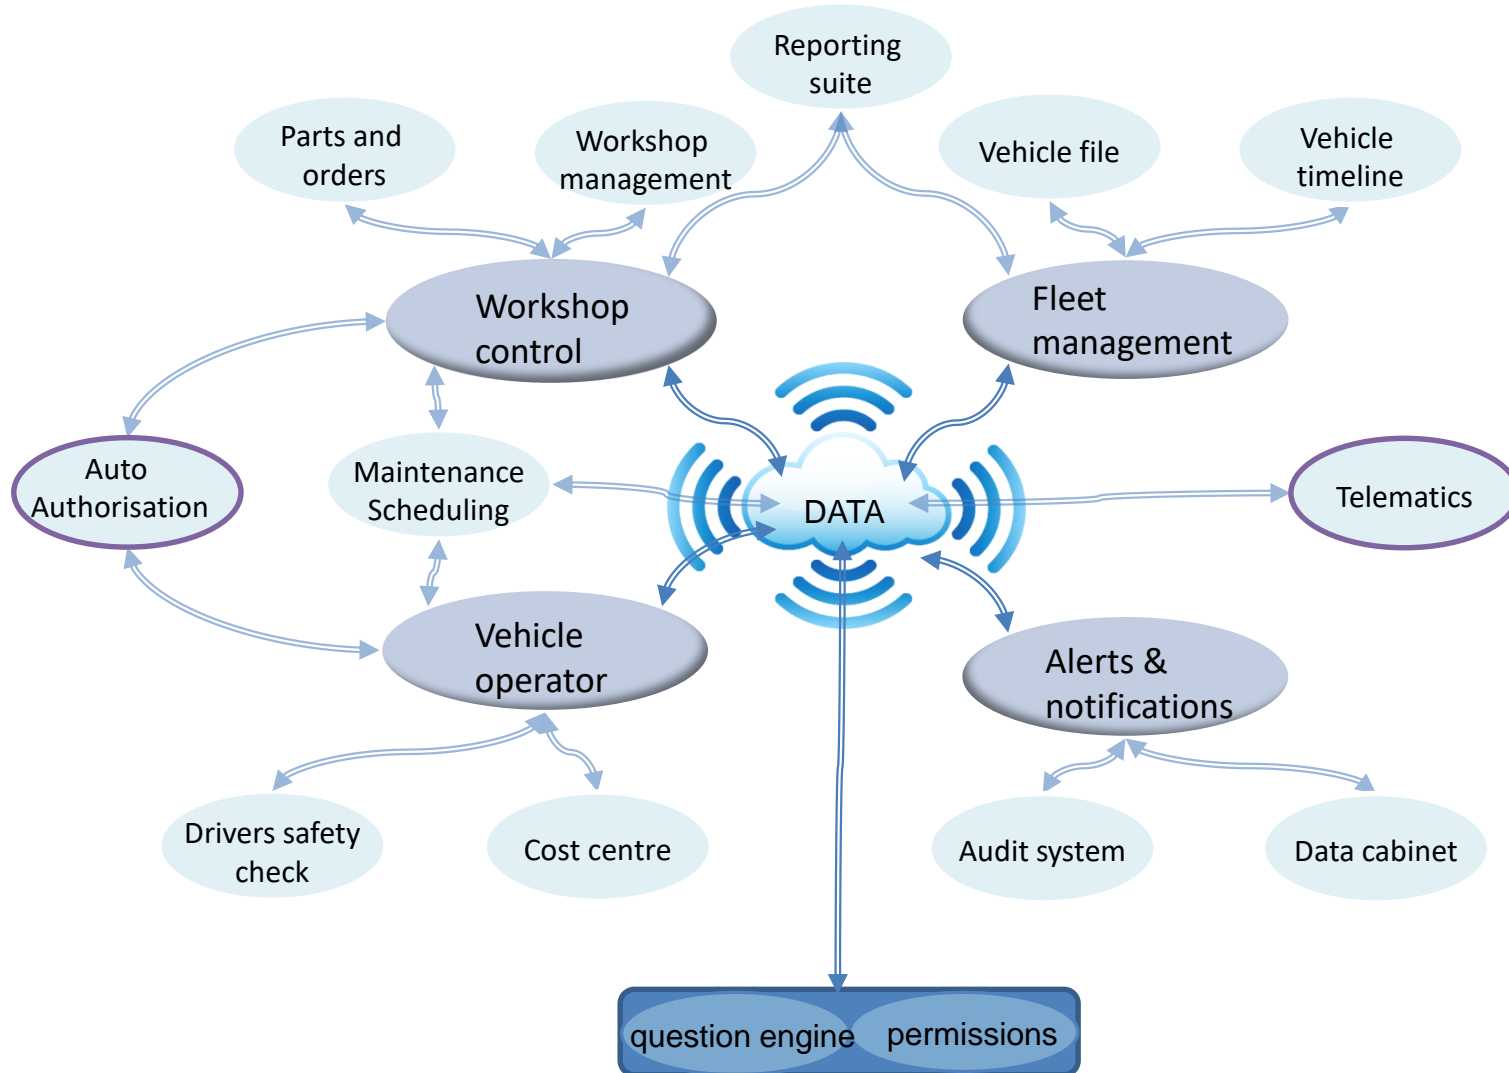 Reporting
suite
Parts and
orders
Workshop
management
Vehicle file
Vehicle
timeline
Workshop
control
Fleet
management
Auto
Authorisation
Maintenance
Scheduling
DATA
Telematics
Vehicle
operator
Alerts &
notifications
Drivers safety
check
Cost centre
Audit system
Data cabinet
question engine
permissions